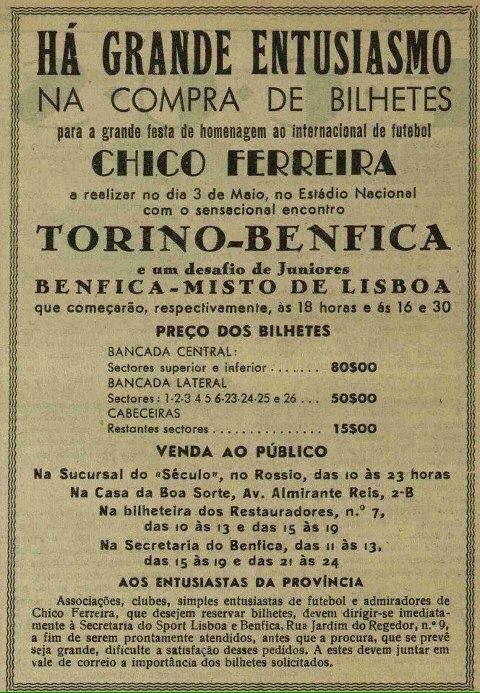 HÁ GRANDE ENTUSIASMO
NA COMPRA DE BILHETES
para a grande festa de homenagem ao internacional de futebol
CHICO FERREIRA
a realizar no dia 3 de Maio, no Estádio Nacional
com o sensacional encontro
TORINO-BENFICA
e um desafio de Juniores
BENFICA-MISTO DE LISBOA
que começarão, respectivamente, às 18 horas e ás 16 e 30
PREÇO DOS BILHETES
BANCADA CENTRAL:
Sectores superior e inferior ....... 80$00
BANCADA LATERAL
Sectores: 1-2-3 4 5 6-23-24-25 e 26 ... 50$00
CABECEIRAS
Restantes sectores ............... 15$00
VENDA AO PÚBLICO
Na Sucursal do «Século», no Rossio, das 10 às 23 horas
Na Casa da Boa Sorte, Av. Almirante Reis, 2-B
Na bilheteira dos Restauradores, n.º 7,
das 10 às 13 e das 15 às 19
Na Secretaria do Benfica, das 11 às 13,
das 15 às 19 e das 21 às 24
AOS ENTUSIASTAS DA PROVÍNCIA
Associações, clubes, simples entusiastas de futebol e admiradores de
Chico Ferreira, que desejem reservar bilhetes, devem dirigir-se imediata-
mente à Secretaria do Sport Lisboa e Benfica, Rua Jardim do Regedor, n.º 9,
a fim de serem prontamente atendidos, antes que a procura, que se prevê
seja grande, dificulte a satisfação desses pedidos. A estes devem juntar em
vale de correio a importância dos bilhetes solicitados.